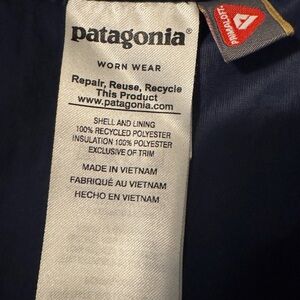 patagonia®
WORN WEAR
Repair, Reuse, Recycle
This Product
www.patagonia.com
SHELL AND LINING
100% RECYCLED POLYESTER
INSULATION 100% POLYESTER
EXCLUSIVE OF TRIM
MADE IN VIETNAM
FABRIQUÉ AU VIETNAM
HECHO EN VIETNAM
PRIMALOFT